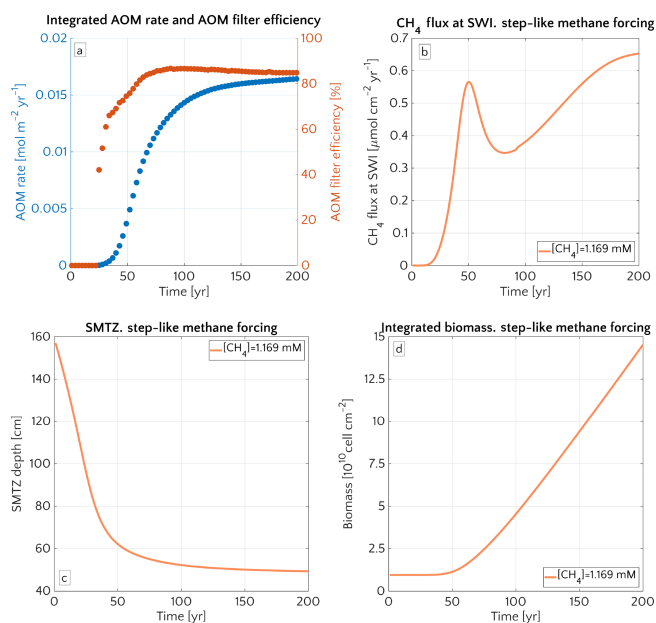 Integrated AOM rate and AOM filter efficiency
a
0.02
0.015
0.01
0.005
0
100
80
60
40
20
0
AOM rate [mol m⁻² yr⁻¹]
AOM filter efficiency [%]
0 50 100 150 200
Time [yr]
CH₄ flux at SWI. step-like methane forcing
b
0.7
0.6
0.5
0.4
0.3
0.2
0.1
0
CH₄ flux at SWI [μmol cm⁻² yr⁻¹]
[CH₄]=1.169 mM
0 50 100 150 200
Time [yr]
SMTZ. step-like methane forcing
[CH₄]=1.169 mM
160
140
120
100
80
60
40
SMTZ depth [cm]
c
0 50 100 150 200
Time [yr]
Integrated biomass. step-like methane forcing
d
15
12.5
10
7.5
5
2.5
0
Biomass [10¹⁰cell cm⁻²]
[CH₄]=1.169 mM
0 50 100 150 200
Time [yr]